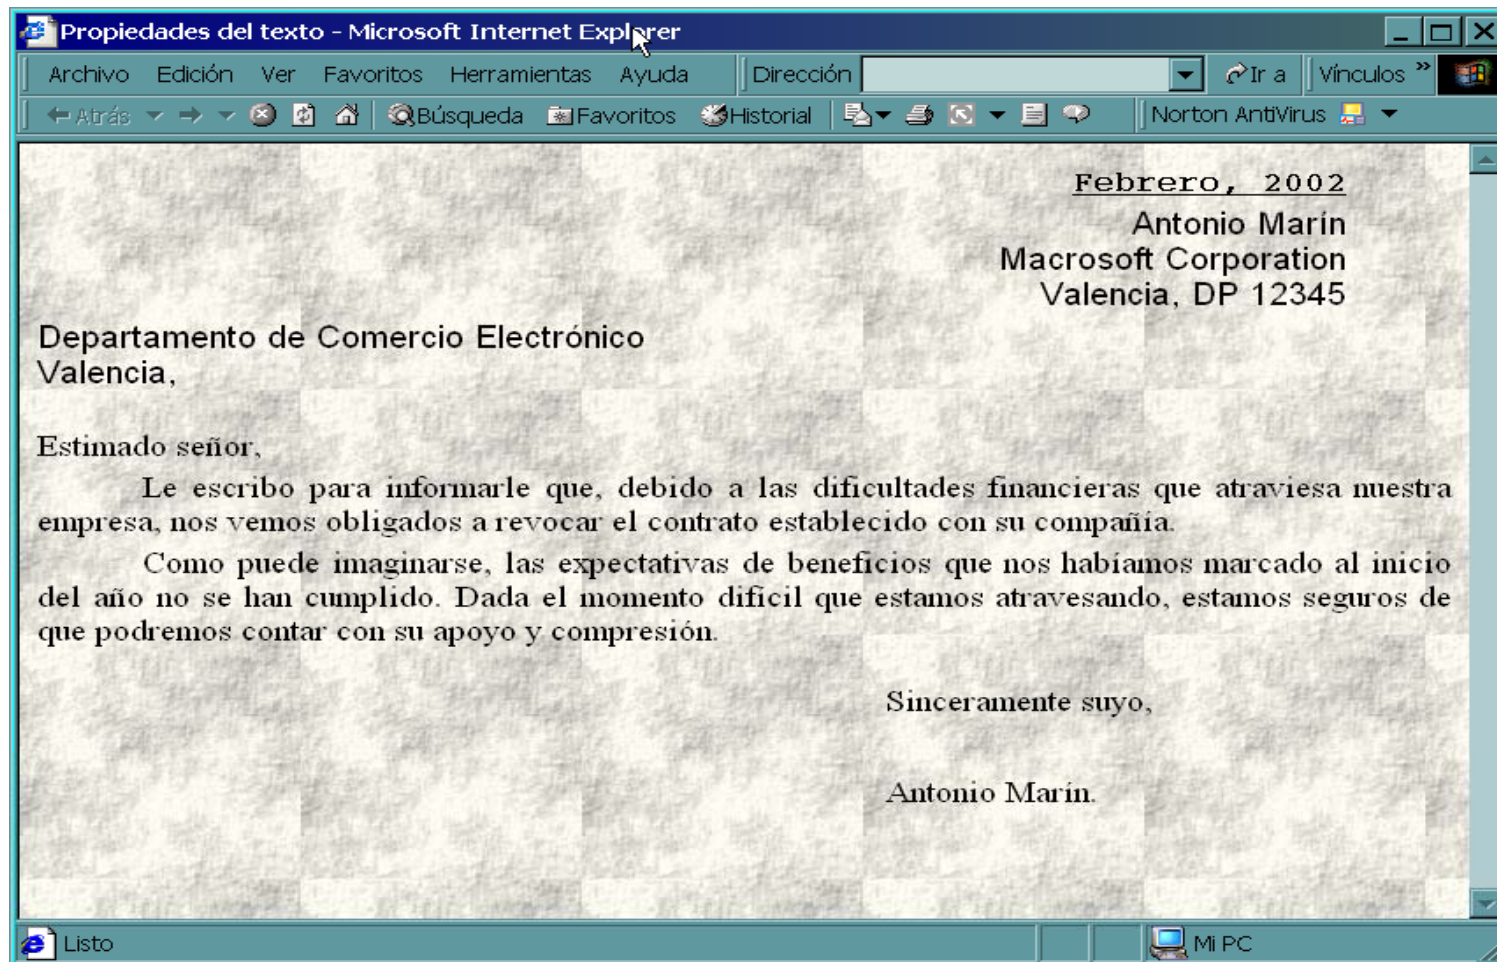 Propiedades del texto - Microsoft Internet Explorer
Archivo Edición Ver Favoritos Herramientas Ayuda Dirección Ir a Vínculos »
Atrás Búsqueda Favoritos Historial Norton AntiVirus
Febrero, 2002
Antonio Marín
Macrosoft Corporation
Valencia, DP 12345
Departamento de Comercio Electrónico
Valencia,
Estimado señor,
Le escribo para informarle que, debido a las dificultades financieras que atraviesa nuestra
empresa, nos vemos obligados a revocar el contrato establecido con su compañía.
Como puede imaginarse, las expectativas de beneficios que nos habíamos marcado al inicio
del año no se han cumplido. Dada el momento difícil que estamos atravesando, estamos seguros de
que podremos contar con su apoyo y compresión.
Sinceramente suyo,
Antonio Marín.
Listo Mi PC